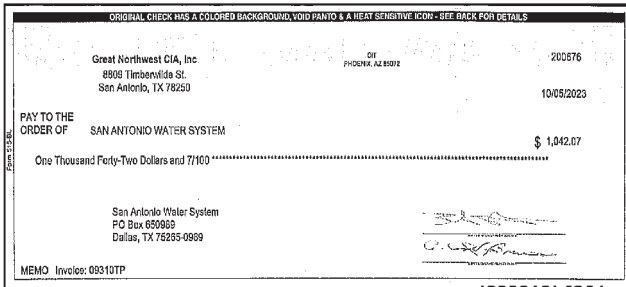 ORIGINAL CHECK HAS A COLORED BACKGROUND, VOID PANTO & A HEAT SENSITIVE ICON - SEE BACK FOR DETAILS
Great Northwest CIA, Inc.
8809 Timberwilde St.
San Antonio, TX 78250
CIT
PHOENIX, AZ 85072
200676
10/05/2023
PAY TO THE
ORDER OF SAN ANTONIO WATER SYSTEM
$ 1,042.07
Form 515-DL
One Thousand Forty-Two Dollars and 7/100
San Antonio Water System
PO Box 650989
Dallas, TX 75265-0989
MEMO Invoice: 09310TP